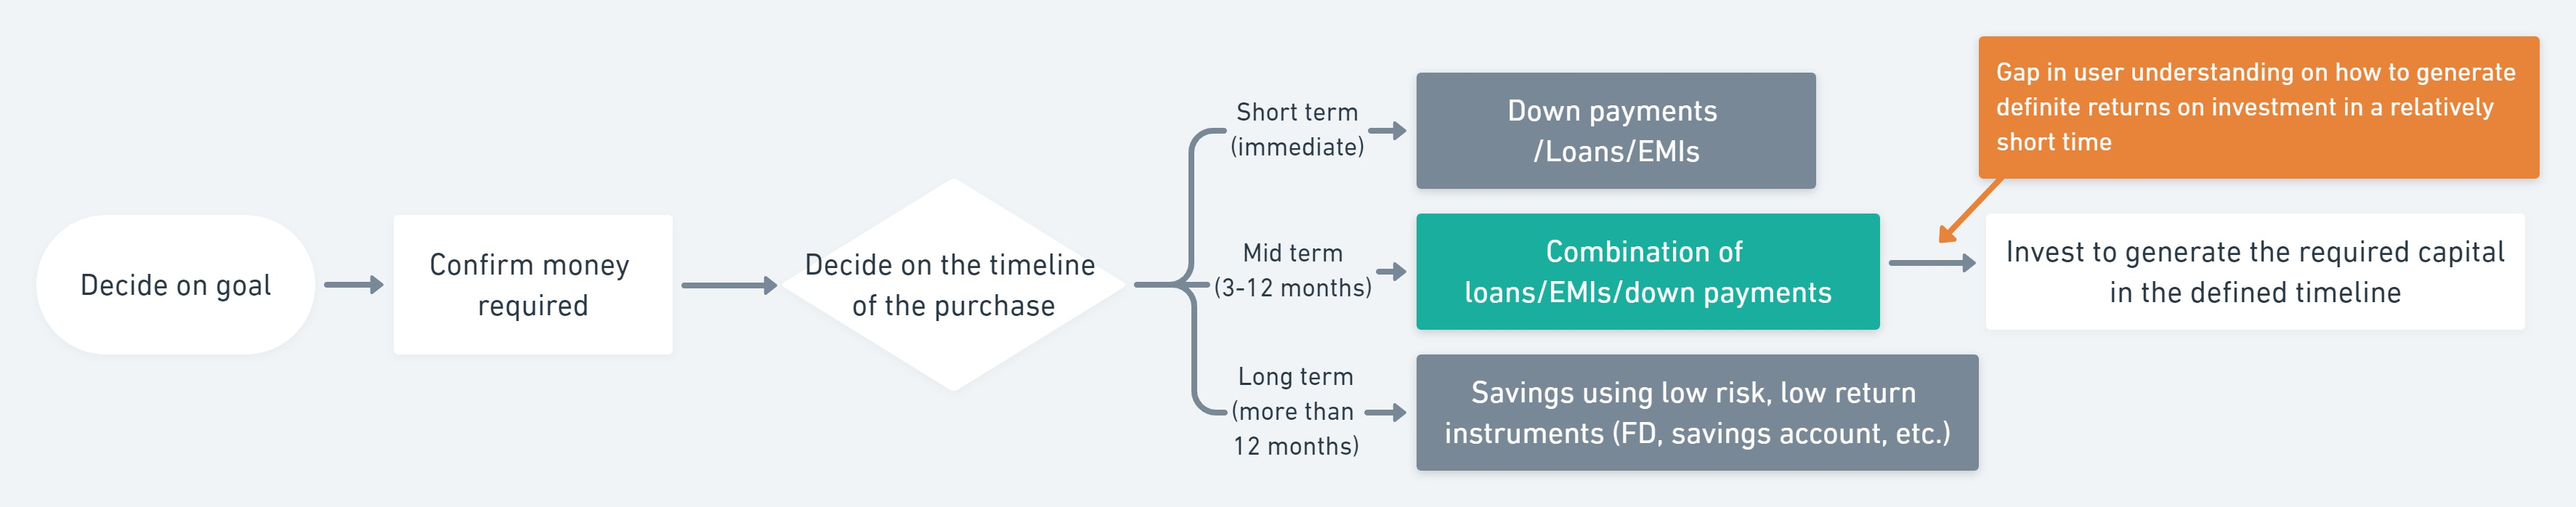 Decide on goal
Confirm money
required
Decide on the timeline
of the purchase
Short term
(immediate)
Down payments
/Loans/EMIs
Mid term
(3-12 months)
Combination of
loans/EMIs/down payments
Long term
(more than
12 months)
Savings using low risk, low return
instruments (FD, savings account, etc.)
Gap in user understanding on how to generate
definite returns on investment in a relatively
short time
Invest to generate the required capital
in the defined timeline